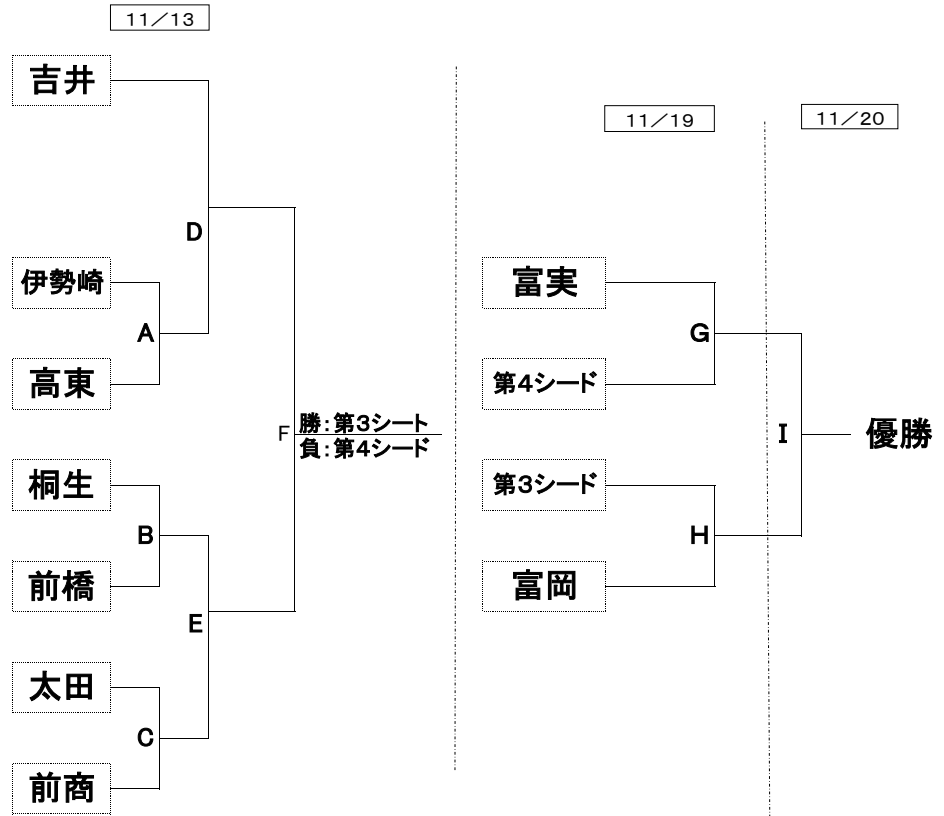 11／13
吉井
D
伊勢崎
A
高東
F
勝：第３シート
負：第４シード
桐生
B
前橋
E
太田
C
前商
11／19
11／20
富実
G
第４シード
I
優勝
第３シード
H
富岡